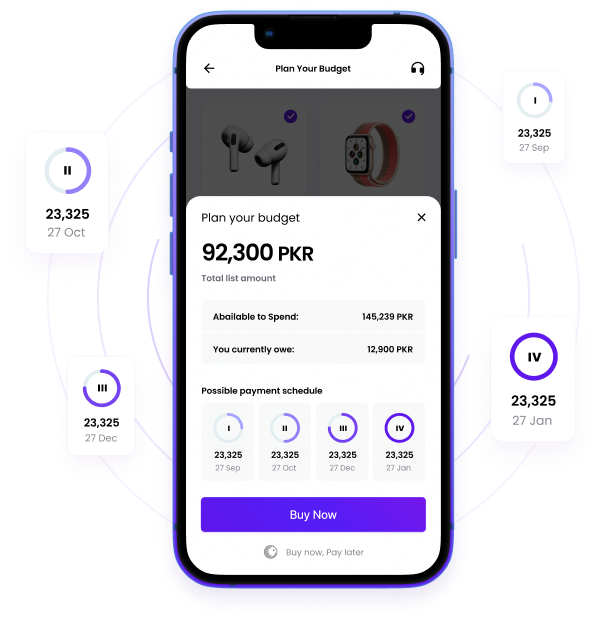 Plan Your Budget
I
23,325
27 Sep
II
23,325
27 Oct
Plan your budget
92,300 PKR
Total list amount
Abailable to Spend: 145,239 PKR
You currently owe: 12,900 PKR
IV
23,325
27 Jan
III
23,325
27 Dec
Possible payment schedule
I II III IV
23,325 23,325 23,325 23,325
27 Sep 27 Oct 27 Dec 27 Jan
Buy Now
Buy now, Pay later